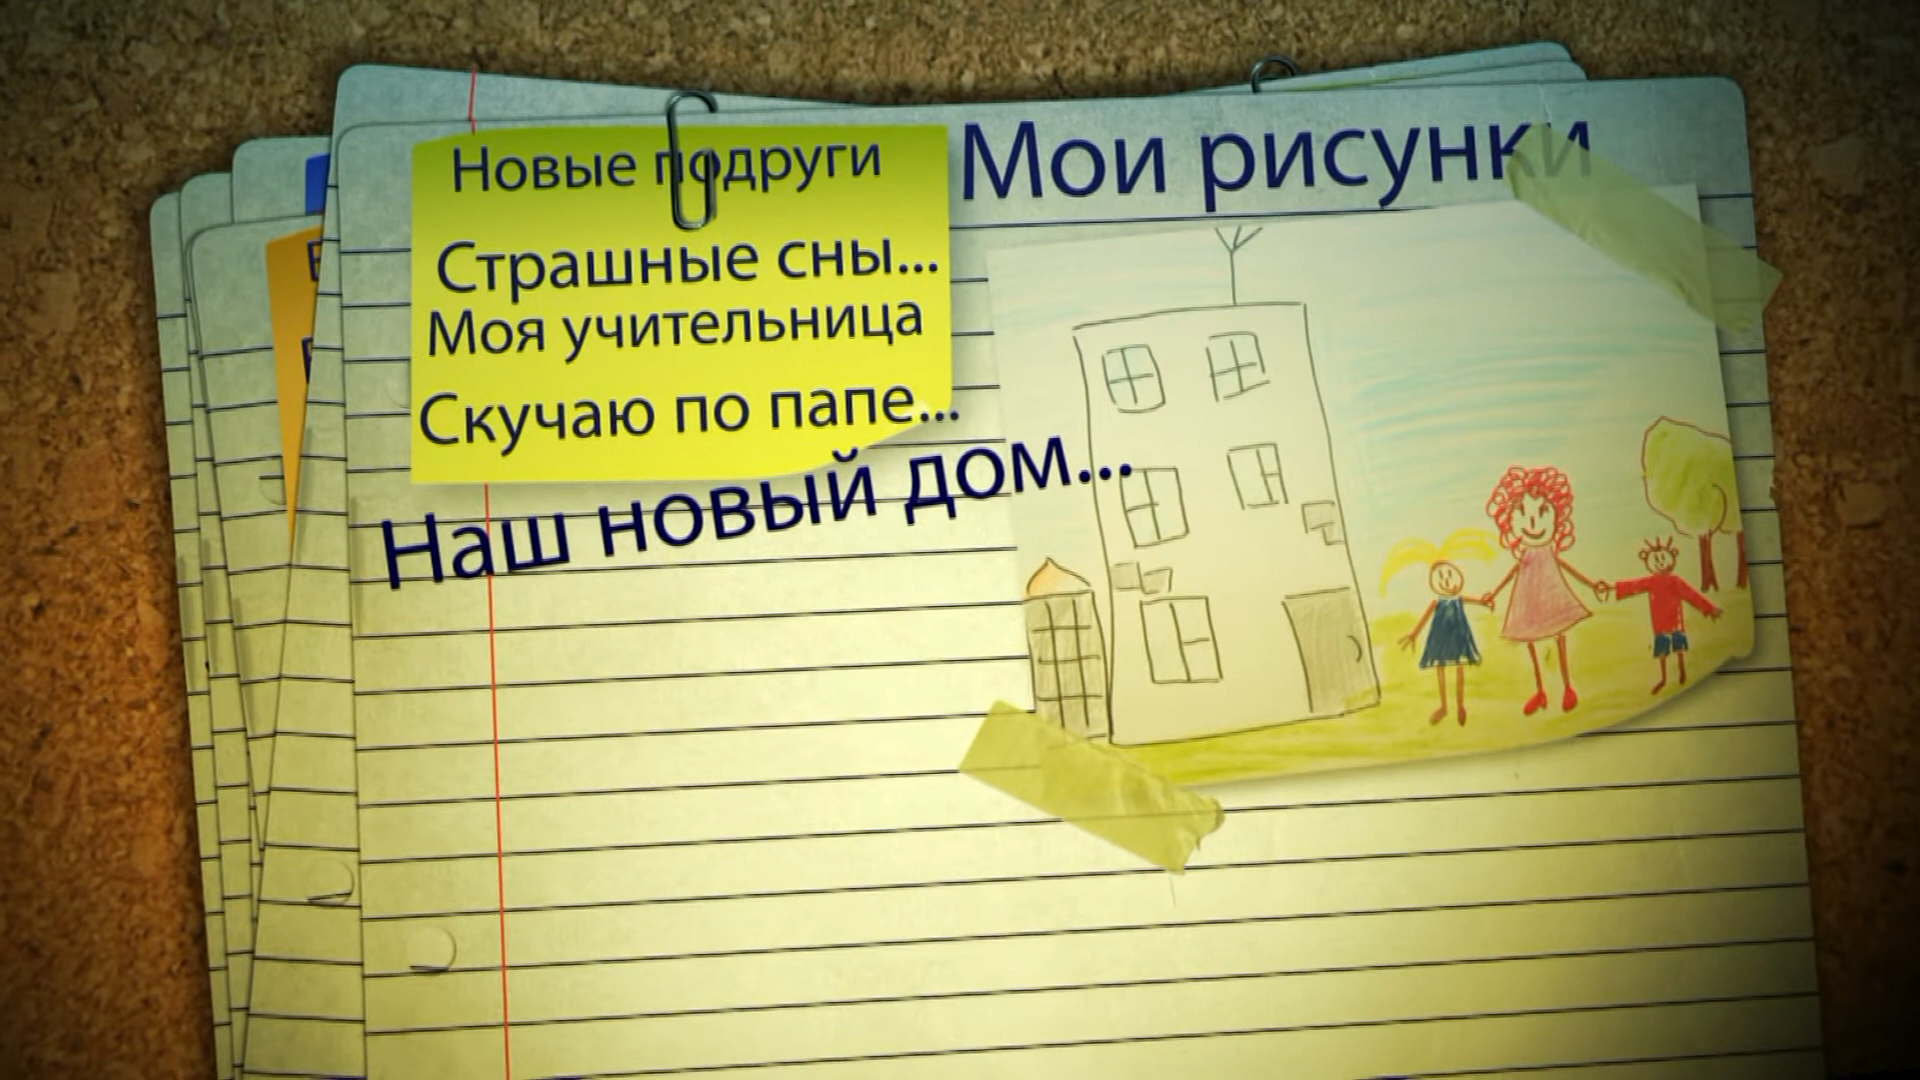 Новые подруги
Страшные сны...
Моя учительница
Скучаю по папе...
Мои рисунки
Наш новый дом...